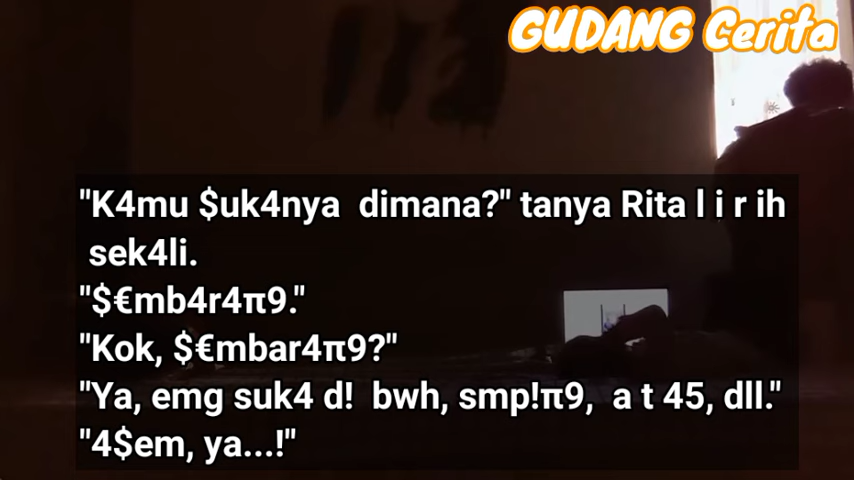 GUDANG Cerita
"K4mu $uk4nya dimana?" tanya Rita l i r ih
sek4li.
"$€mb4r4π9."
"Kok, $€mbar4π9?"
"Ya, emg suk4 d! bwh, smp!π9, a t 45, dll."
"4$em, ya...!"